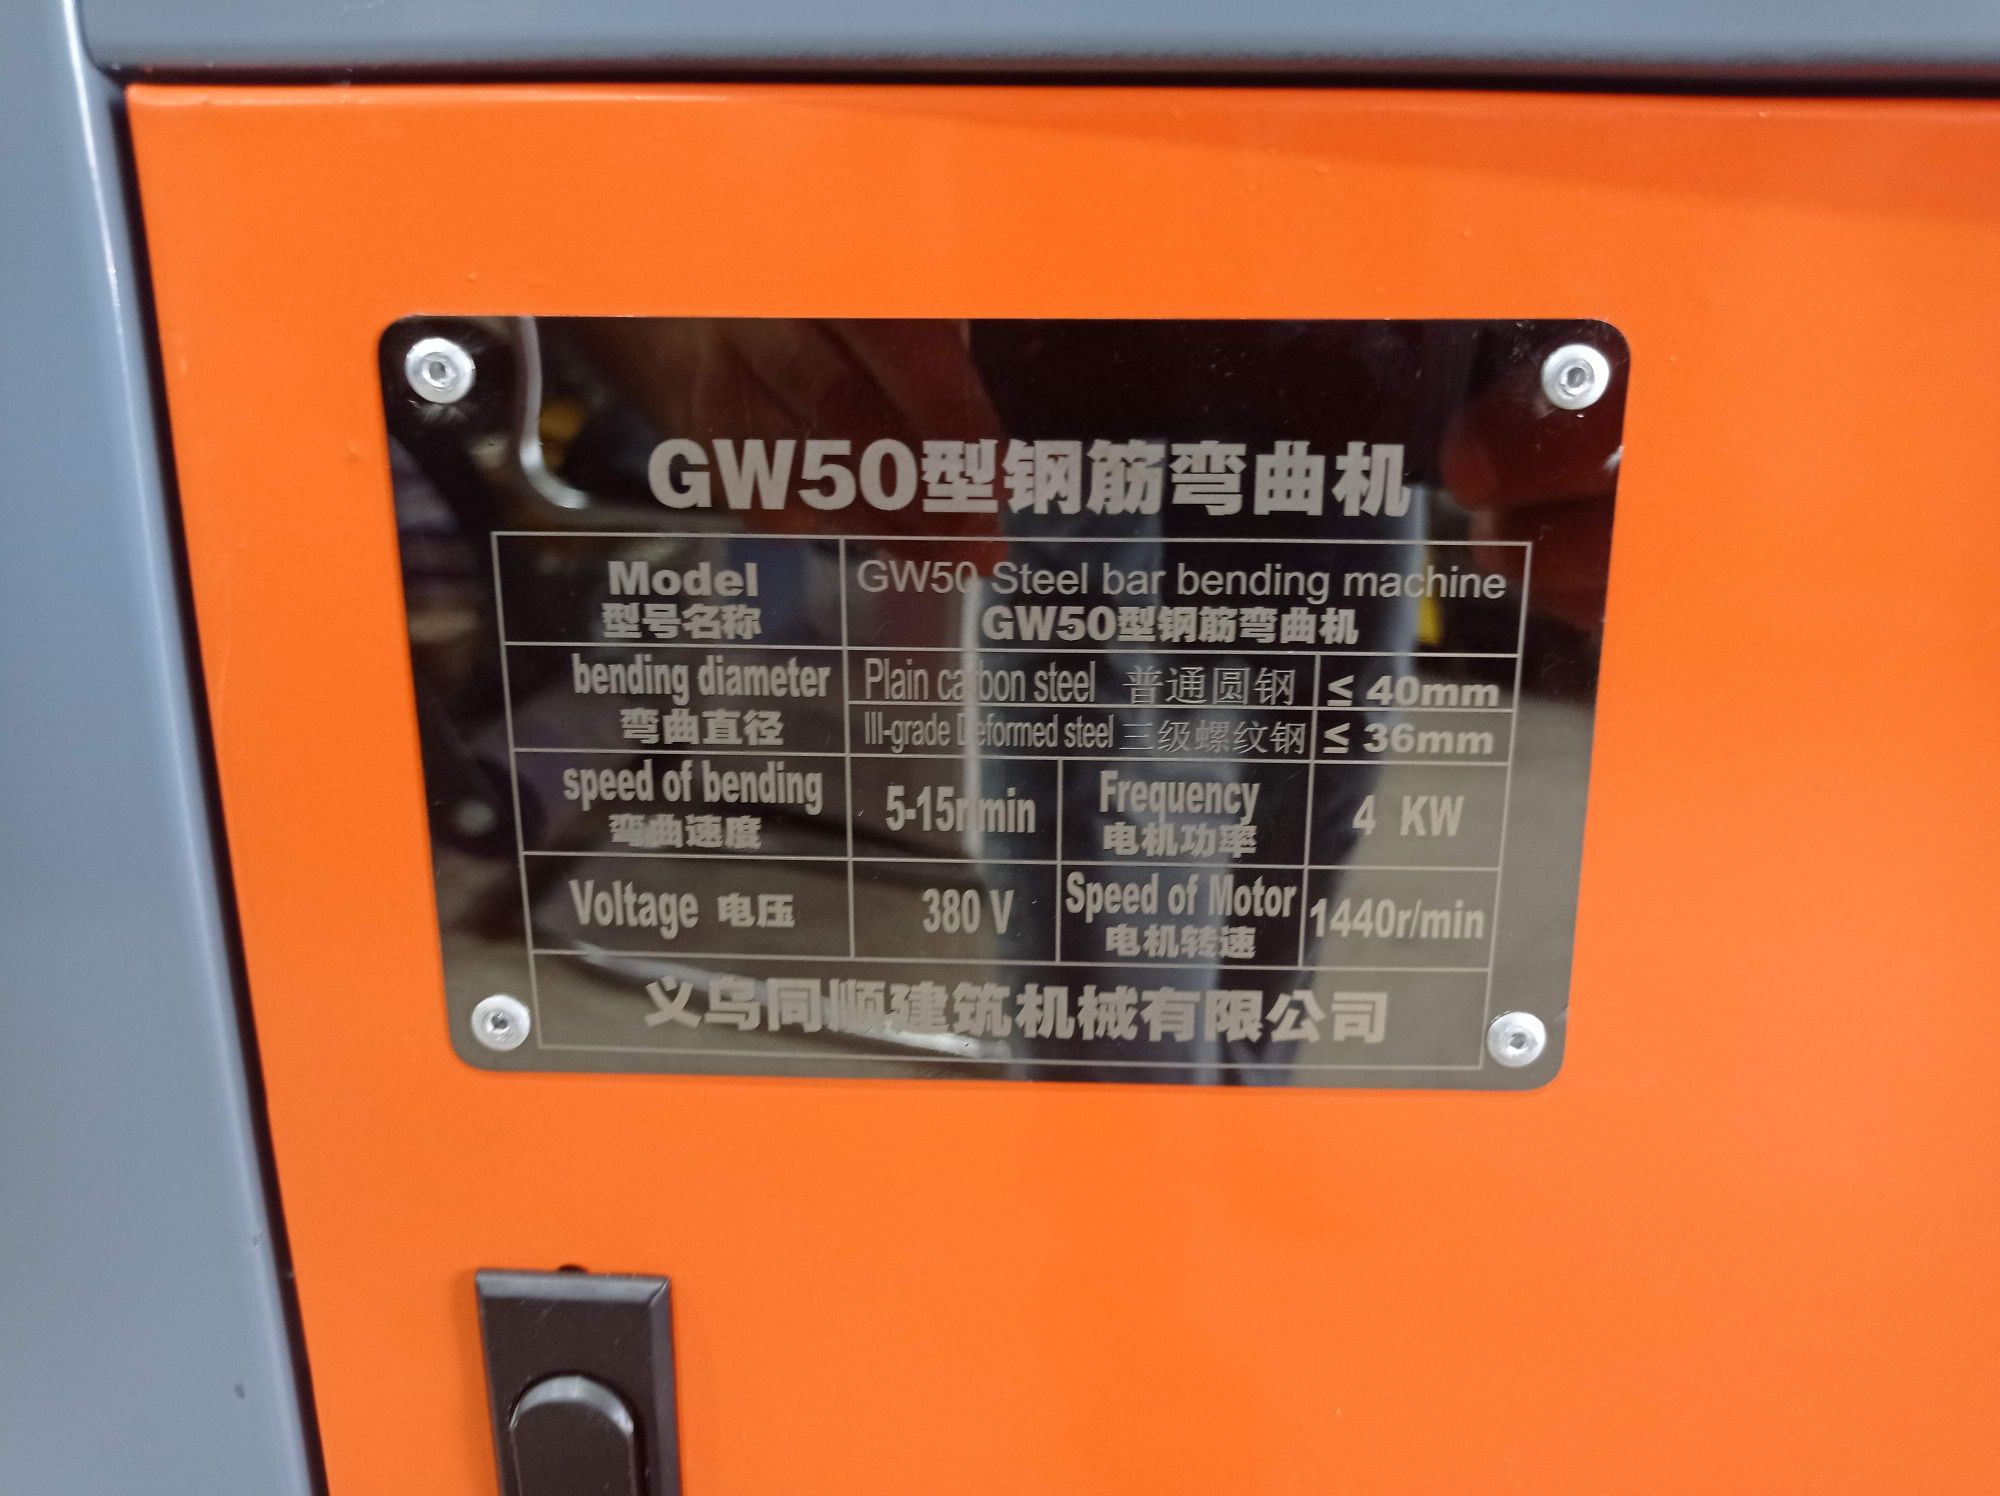 GW50型钢筋弯曲机
Model
型号名称
GW50 Steel bar bending machine
GW50型钢筋弯曲机
bending diameter
弯曲直径
Plain carbon steel 普通圆钢 ≤ 40mm
III-grade Deformed steel 三级螺纹钢 ≤ 36mm
speed of bending
弯曲速度
5-15r/min
Frequency
电机功率
4 KW
Voltage 电压
380 V
Speed of Motor
电机转速
1440r/min
义乌同顺建筑机械有限公司